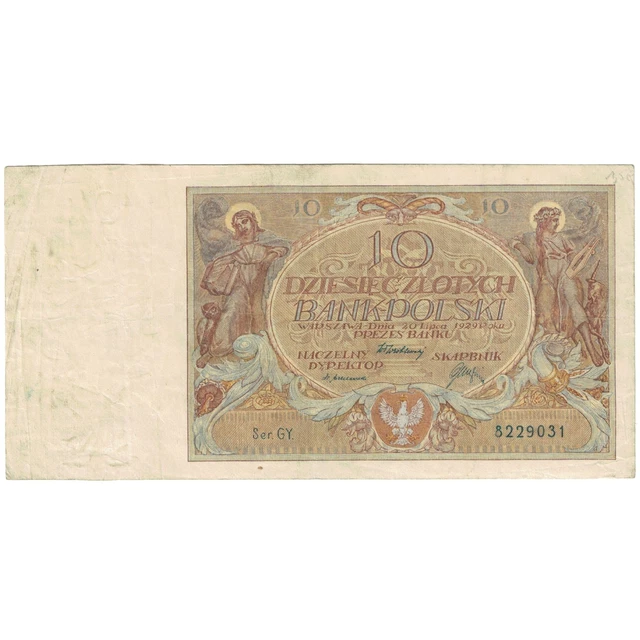 10 10
10
DZIESIĘĆ ZŁOTYCH
BANK POLSKI
WARSZAWA - Dnia 20 Lipca 1929 Roku
PREZES BANKU
NACZELNY SKARBNIK
DYREKTOR
Ser. GY. 8229031